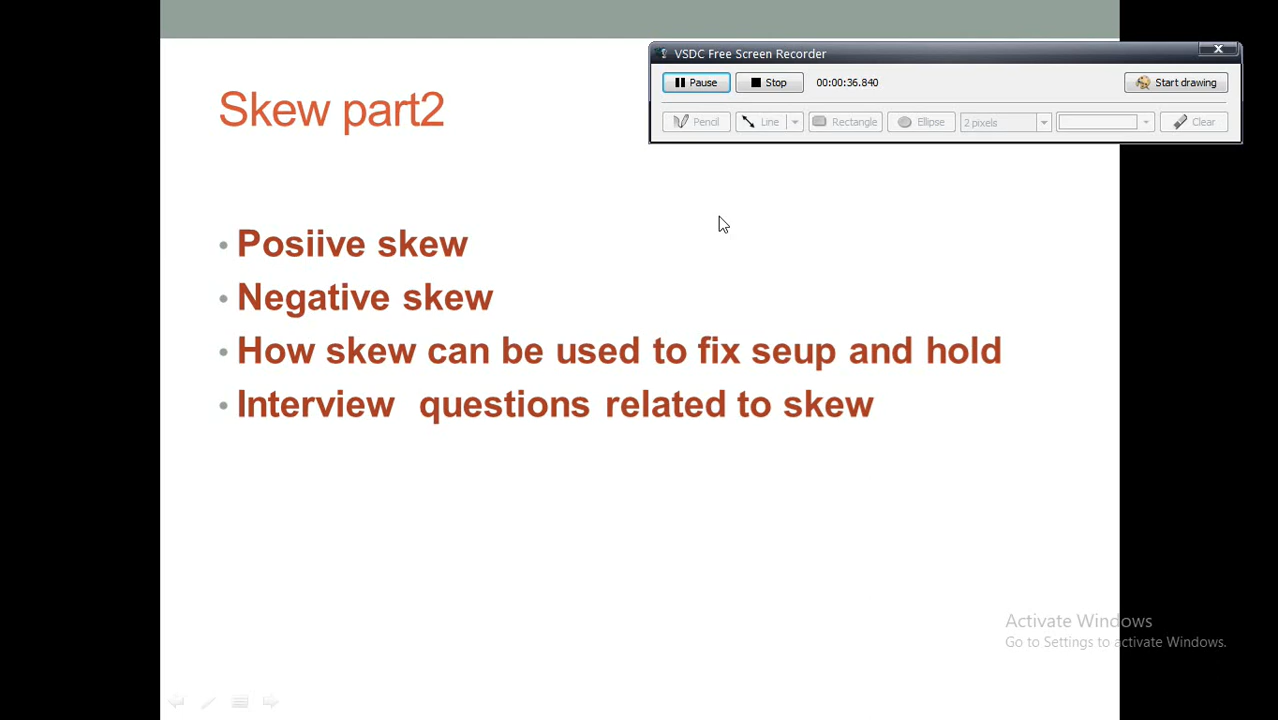 VSDC Free Screen Recorder
Pause
Stop
00:00:36.840
Start drawing
Pencil
Line
Rectangle
Ellipse
2 pixels
Clear
Skew part2
• Posiive skew
• Negative skew
• How skew can be used to fix seup and hold
• Interview questions related to skew
Activate Windows
Go to Settings to activate Windows.